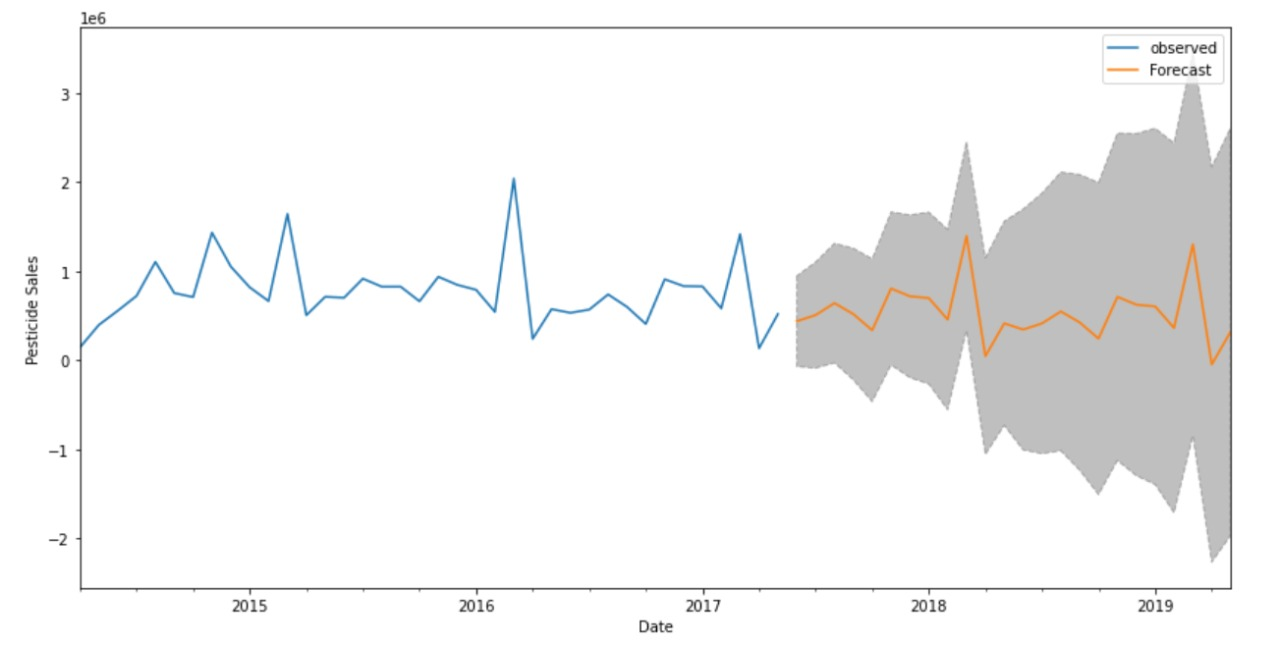 1e6
observed
Forecast
3
2
1
0
−1
−2
Pesticide Sales
2015 2016 2017 2018 2019
Date